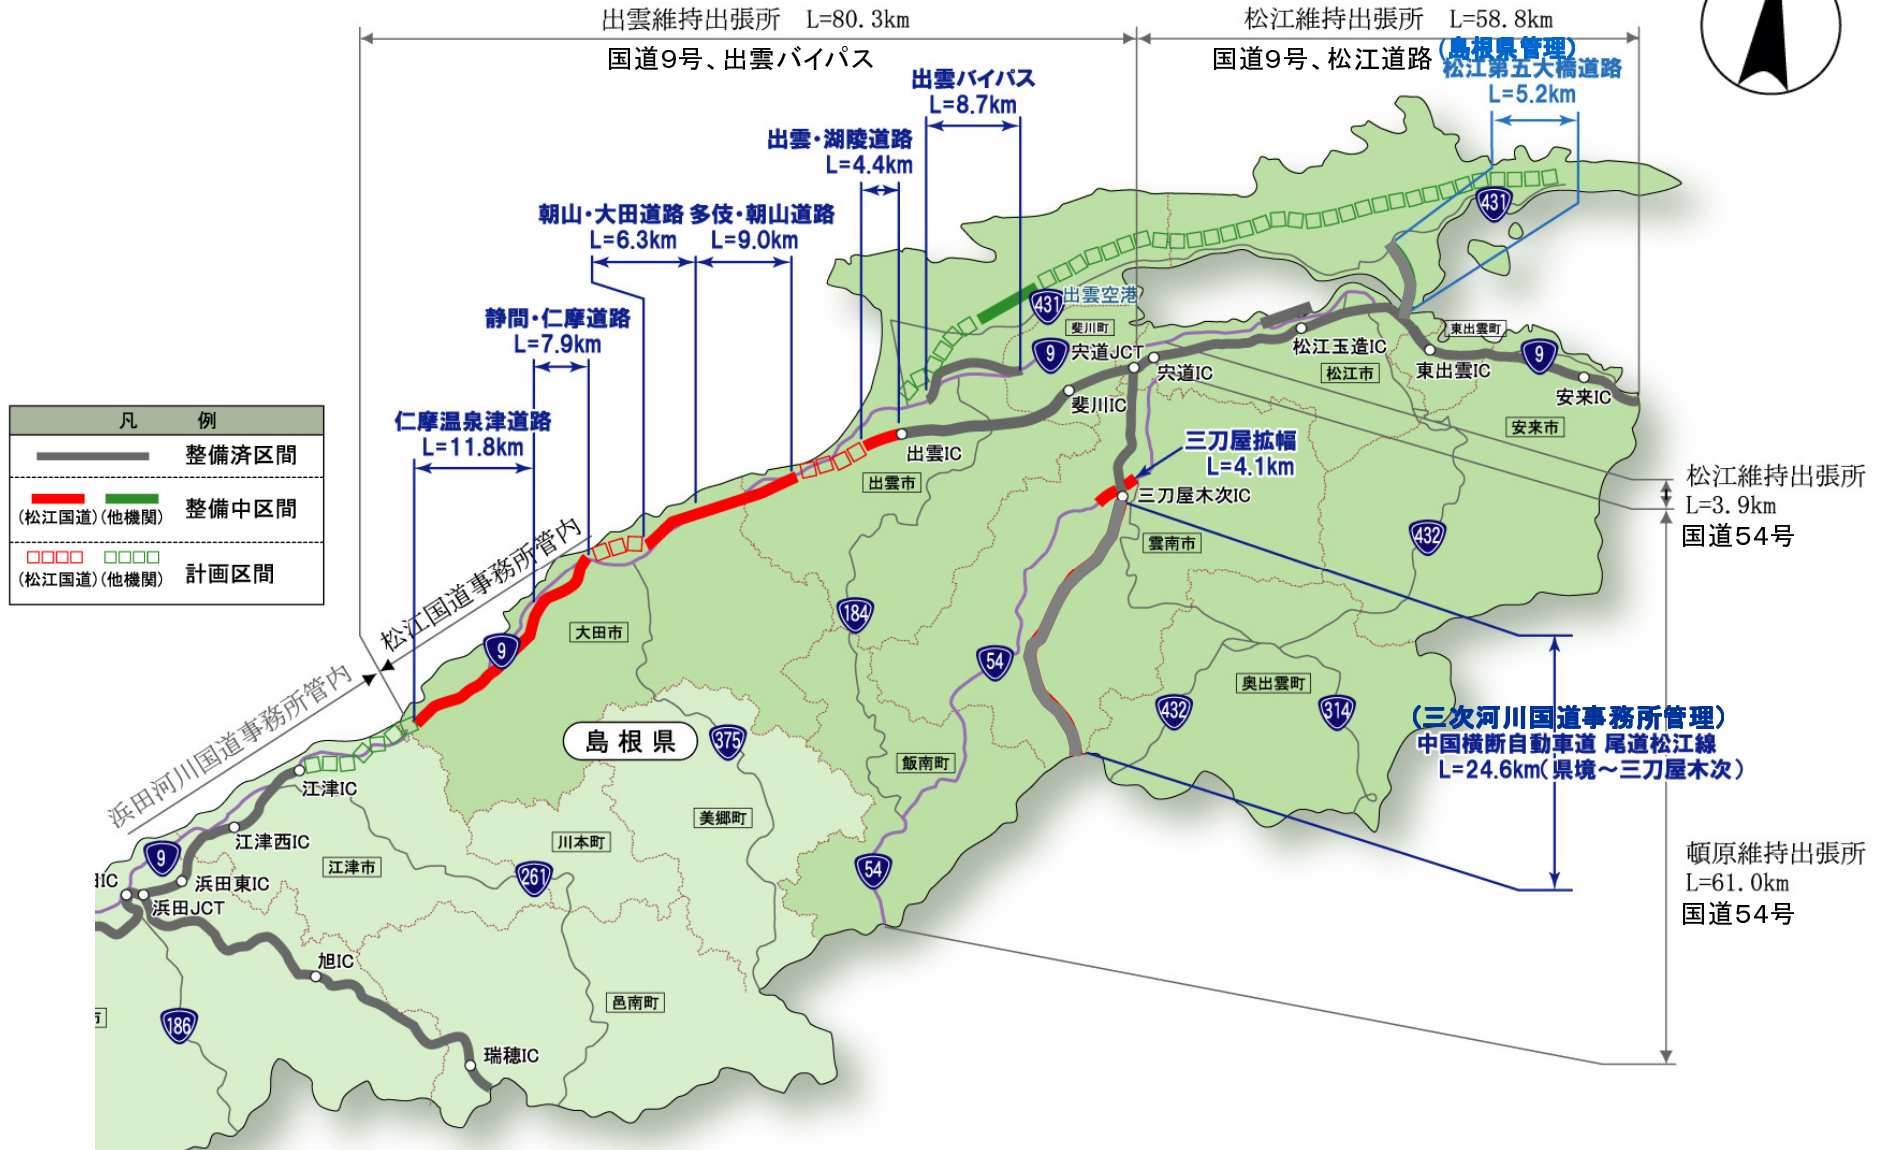 出雲維持出張所 L=80.3km
国道9号、出雲バイパス
松江維持出張所 L=58.8km
国道9号、松江道路
(島根県管理)
松江第五大橋道路
L=5.2km
出雲バイパス
L=8.7km
出雲・湖陵道路
L=4.4km
朝山・大田道路
L=6.3km
多伎・朝山道路
L=9.0km
静間・仁摩道路
L=7.9km
仁摩温泉津道路
L=11.8km
凡 例
整備済区間
(松江国道)(他機関)
整備中区間
(松江国道)(他機関)
計画区間
431
431
出雲空港
斐川町
9
宍道JCT
宍道IC
松江玉造IC
松江市
東出雲町
東出雲IC
9
安来IC
安来市
斐川IC
出雲IC
出雲市
三刀屋拡幅
L=4.1km
三刀屋木次IC
雲南市
432
松江維持出張所
L=3.9km
国道54号
松江国道事務所管内
浜田河川国道事務所管内
大田市
9
184
54
奥出雲町
432
314
(三次河川国道事務所管理)
中国横断自動車道 尾道松江線
L=24.6km(県境～三刀屋木次)
島根県
375
飯南町
美郷町
川本町
江津IC
江津西IC
江津市
9
浜田東IC
浜田JCT
IC
261
54
頓原維持出張所
L=61.0km
国道54号
旭IC
邑南町
瑞穂IC
186
市